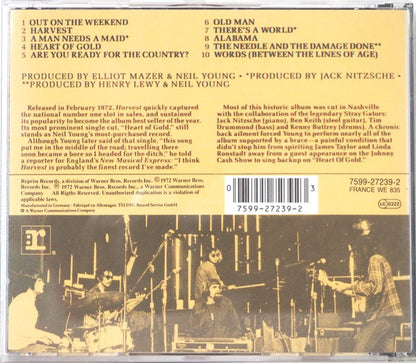 1 OUT ON THE WEEKEND
2 HARVEST
3 A MAN NEEDS A MAID*
4 HEART OF GOLD
5 ARE YOU READY FOR THE COUNTRY?
6 OLD MAN
7 THERE'S A WORLD*
8 ALABAMA
9 THE NEEDLE AND THE DAMAGE DONE**
10 WORDS (BETWEEN THE LINES OF AGE)
PRODUCED BY ELLIOT MAZER & NEIL YOUNG - *PRODUCED BY JACK NITZSCHE -
**PRODUCED BY HENRY LEWY & NEIL YOUNG
Released in February 1972, Harvest quickly captured
the national number one slot in sales, and sustained
its popularity to become the album best seller of the year.
Its most prominent single cut, "Heart of Gold," still
stands as Neil Young's most-purchased record.
Although Young later said of that single, "this song
put me in the middle of the road; travelling there
soon became a bore so I headed for the ditch," he told
a reporter for England's New Musical Express: "I think
Harvest is probably the finest record I've made."
Most of this historic album was cut in Nashville
with the collaboration of the legendary Stray Gators:
Jack Nitzsche (piano), Ben Keith (steel guitar), Tim
Drummond (bass) and Kenny Buttrey (drums). A chronic
back ailment forced Young to perform nearly all of the
album supported by a brace—a painful condition that
didn't stop him from spiriting James Taylor and Linda
Ronstadt away from a guest appearance on the Johnny
Cash Show to sing backup on "Heart Of Gold."
Reprise Records, a division of Warner Bros. Records Inc. ©1972 Warner Bros.
Records Inc. ℗1972 Warner Bros. Records Inc., a Warner Communications
Company. All Rights Reserved. Unauthorized duplication is a violation of
applicable laws.
Manufactured in Germany · Fabriqué en Allemagne TELDEC Record Service GmbH
A Warner Communications Company
0 3
7599-27239-2
7599-27239-2
FRANCE WE 835
LC 0322
r